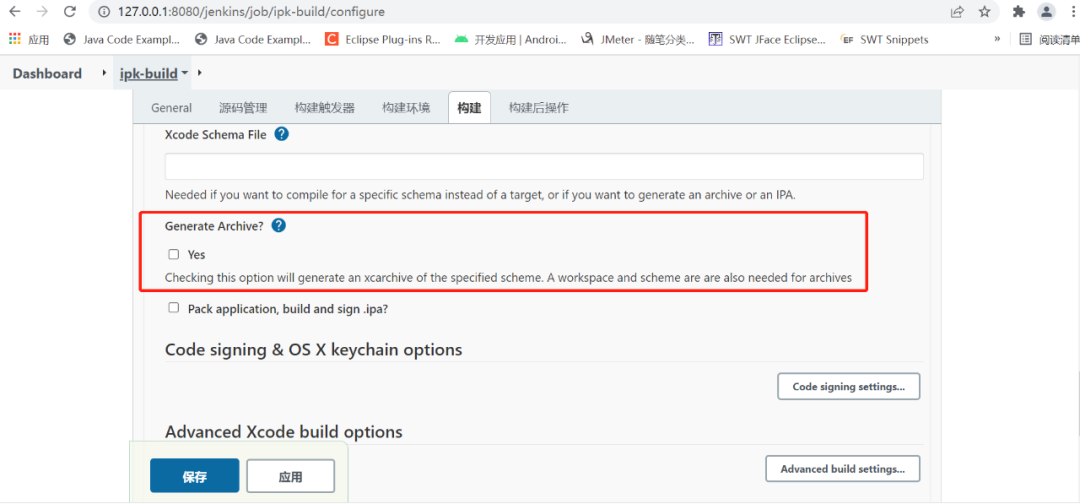 127.0.0.1:8080/jenkins/job/ipk-build/configure
应用 Java Code Exampl... Java Code Exampl... Eclipse Plug-ins R... 开发应用 | Androi... JMeter - 随笔分类... SWT JFace Eclipse... EF SWT Snippets » 阅读清单
Dashboard ipk-build
General 源码管理 构建触发器 构建环境 构建 构建后操作
Xcode Schema File ?
Needed if you want to compile for a specific schema instead of a target, or if you want to generate an archive or an IPA.
Generate Archive? ?
Yes
Checking this option will generate an xcarchive of the specified scheme. A workspace and scheme are are also needed for archives
Pack application, build and sign .ipa?
Code signing & OS X keychain options
Code signing settings...
Advanced Xcode build options
Advanced build settings...
保存 应用